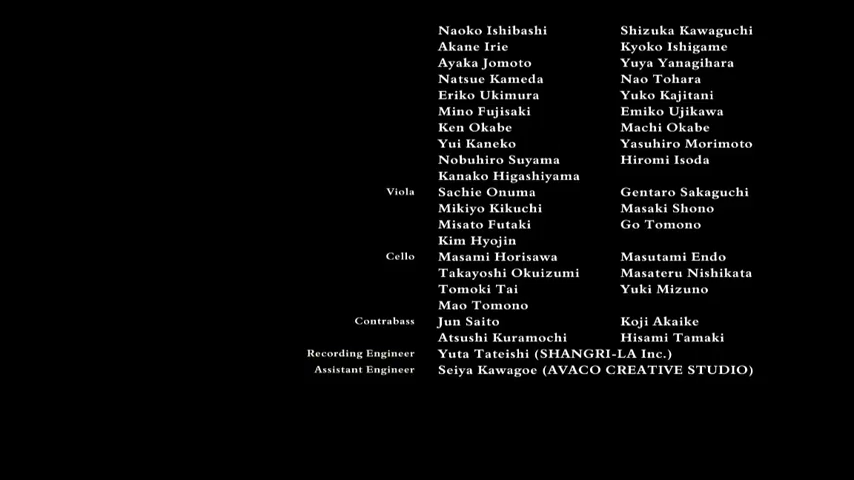 Naoko Ishibashi Shizuka Kawaguchi
Akane Irie Kyoko Ishigame
Ayaka Jomoto Yuya Yanagihara
Natsue Kameda Nao Tohara
Eriko Ukimura Yuko Kajitani
Mino Fujisaki Emiko Ujikawa
Ken Okabe Machi Okabe
Yui Kaneko Yasuhiro Morimoto
Nobuhiro Suyama Hiromi Isoda
Kanako Higashiyama
Viola Sachie Onuma Gentaro Sakaguchi
Mikiyo Kikuchi Masaki Shono
Misato Futaki Go Tomono
Kim Hyojin
Cello Masami Horisawa Masutami Endo
Takayoshi Okuizumi Masateru Nishikata
Tomoki Tai Yuki Mizuno
Mao Tomono
Contrabass Jun Saito Koji Akaike
Atsushi Kuramochi Hisami Tamaki
Recording Engineer Yuta Tateishi (SHANGRI-LA Inc.)
Assistant Engineer Seiya Kawagoe (AVACO CREATIVE STUDIO)